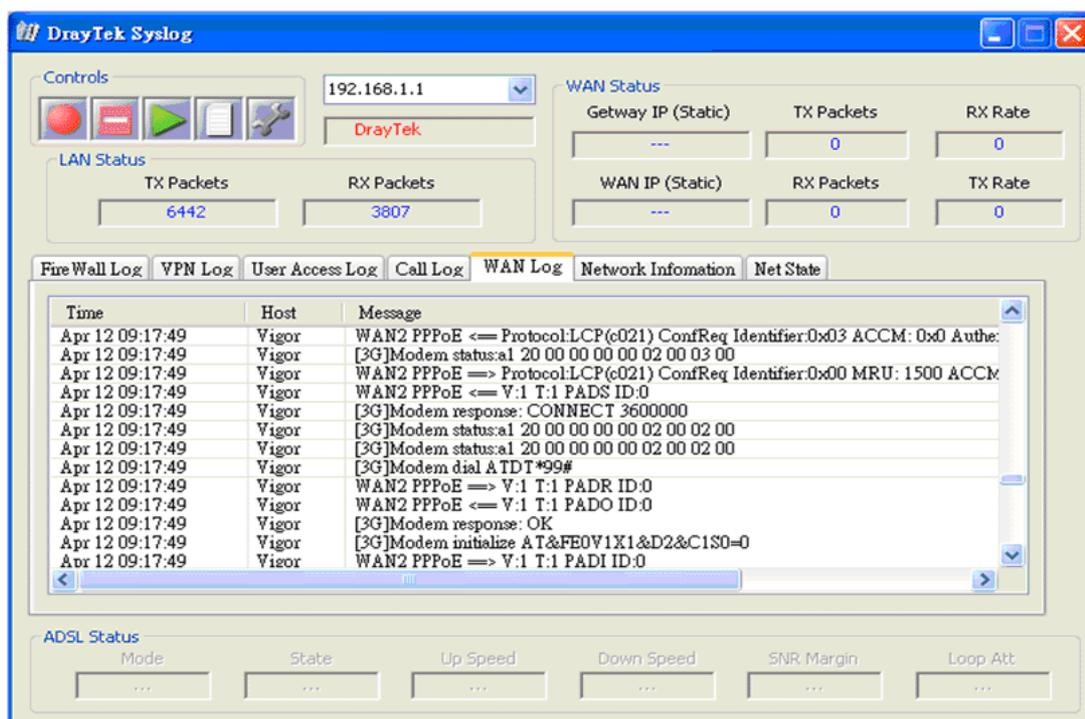 DrayTek Syslog
Controls
192.168.1.1
DrayTek
WAN Status
Getway IP (Static) TX Packets RX Rate
--- 0 0
WAN IP (Static) RX Packets TX Rate
--- 0 0
LAN Status
TX Packets RX Packets
6442 3807
FireWall Log VPN Log User Access Log Call Log WAN Log Network Infomation Net State
Time Host Message
Apr 12 09:17:49 Vigor WAN2 PPPoE <== Protocol:LCP(c021) ConfReq Identifier:0x03 ACCM: 0x0 Authe:
Apr 12 09:17:49 Vigor [3G]Modem status:a1 20 00 00 00 00 02 00 03 00
Apr 12 09:17:49 Vigor WAN2 PPPoE ==> Protocol:LCP(c021) ConfReq Identifier:0x00 MRU: 1500 ACCM
Apr 12 09:17:49 Vigor WAN2 PPPoE <== V:1 T:1 PADS ID:0
Apr 12 09:17:49 Vigor [3G]Modem response: CONNECT 3600000
Apr 12 09:17:49 Vigor [3G]Modem status:a1 20 00 00 00 00 02 00 02 00
Apr 12 09:17:49 Vigor [3G]Modem status:a1 20 00 00 00 00 02 00 02 00
Apr 12 09:17:49 Vigor [3G]Modem dial ATDT*99#
Apr 12 09:17:49 Vigor WAN2 PPPoE ==> V:1 T:1 PADR ID:0
Apr 12 09:17:49 Vigor WAN2 PPPoE <== V:1 T:1 PADO ID:0
Apr 12 09:17:49 Vigor [3G]Modem response: OK
Apr 12 09:17:49 Vigor [3G]Modem initialize AT&FE0V1X1&D2&C1S0=0
Apr 12 09:17:49 Vigor WAN2 PPPoE ==> V:1 T:1 PADI ID:0
ADSL Status
Mode State Up Speed Down Speed SNR Margin Loop Att
... ... ... ... ... ...